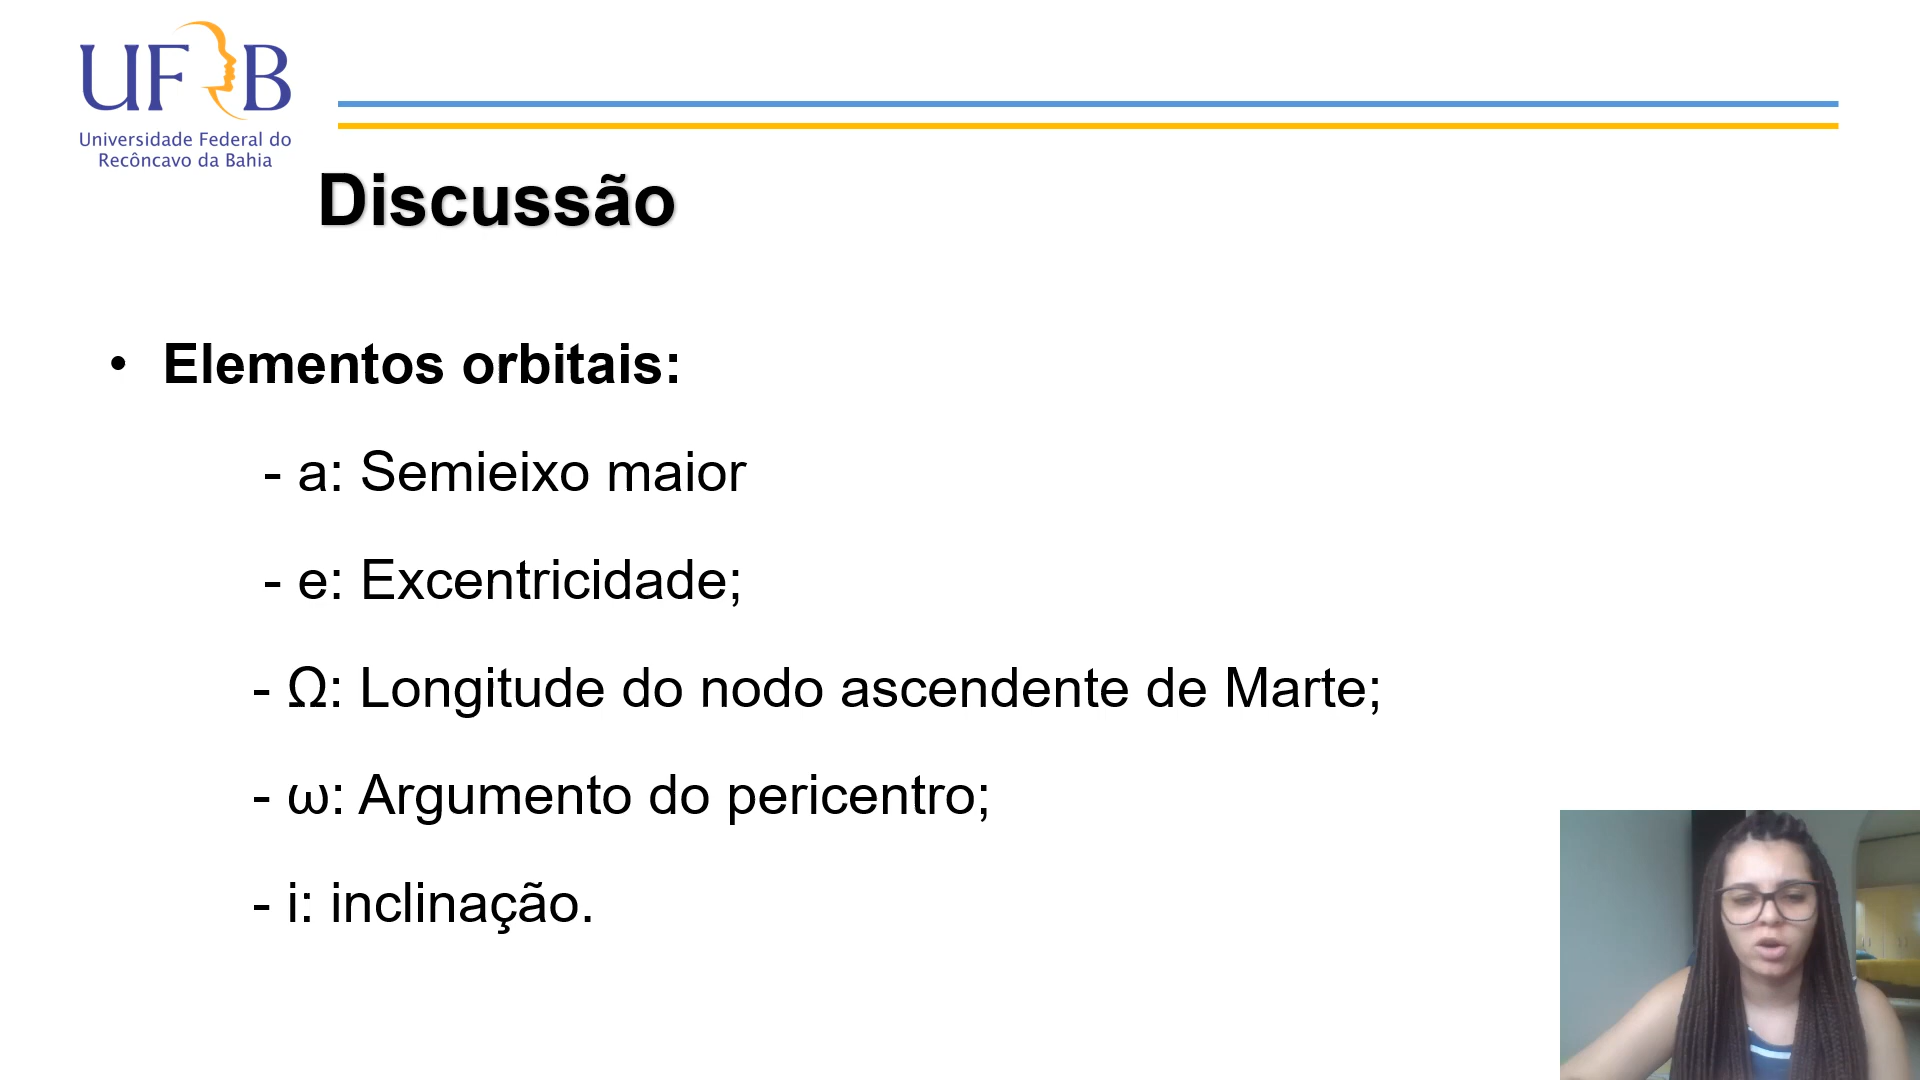 UFRB
Universidade Federal do
Recôncavo da Bahia
Discussão
• Elementos orbitais:
- a: Semieixo maior
- e: Excentricidade;
- Ω: Longitude do nodo ascendente de Marte;
- ω: Argumento do pericentro;
- i: inclinação.